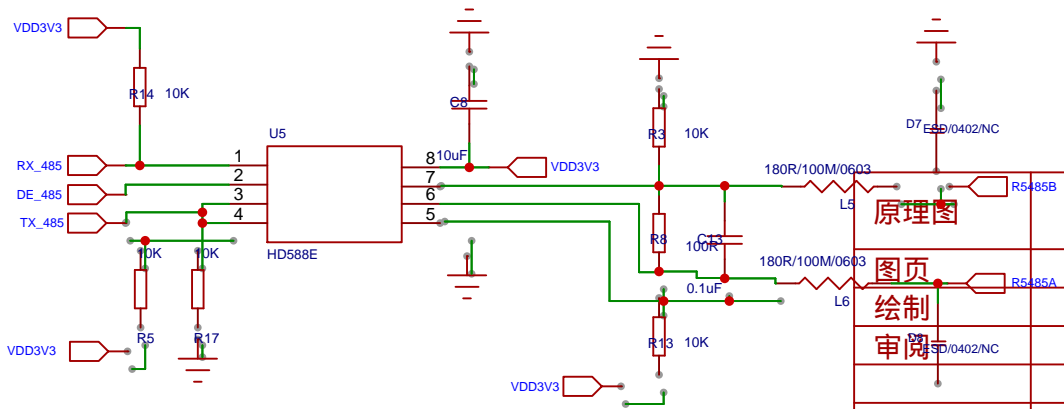 VDD3V3
R14 10K
C8
10uF
U5
RX_485
DE_485
TX_485
1
2
3
4
8
7
6
5
HD588E
VDD3V3
10K
10K
R5
R17
VDD3V3
R3 10K
R8
100R
C13
0.1uF
R13 10K
VDD3V3
D7
ESD/0402/NC
180R/100M/0603
L5
R5485B
原理图
180R/100M/0603
L6
R5485A
图页
绘制
审阅
D8
ESD/0402/NC